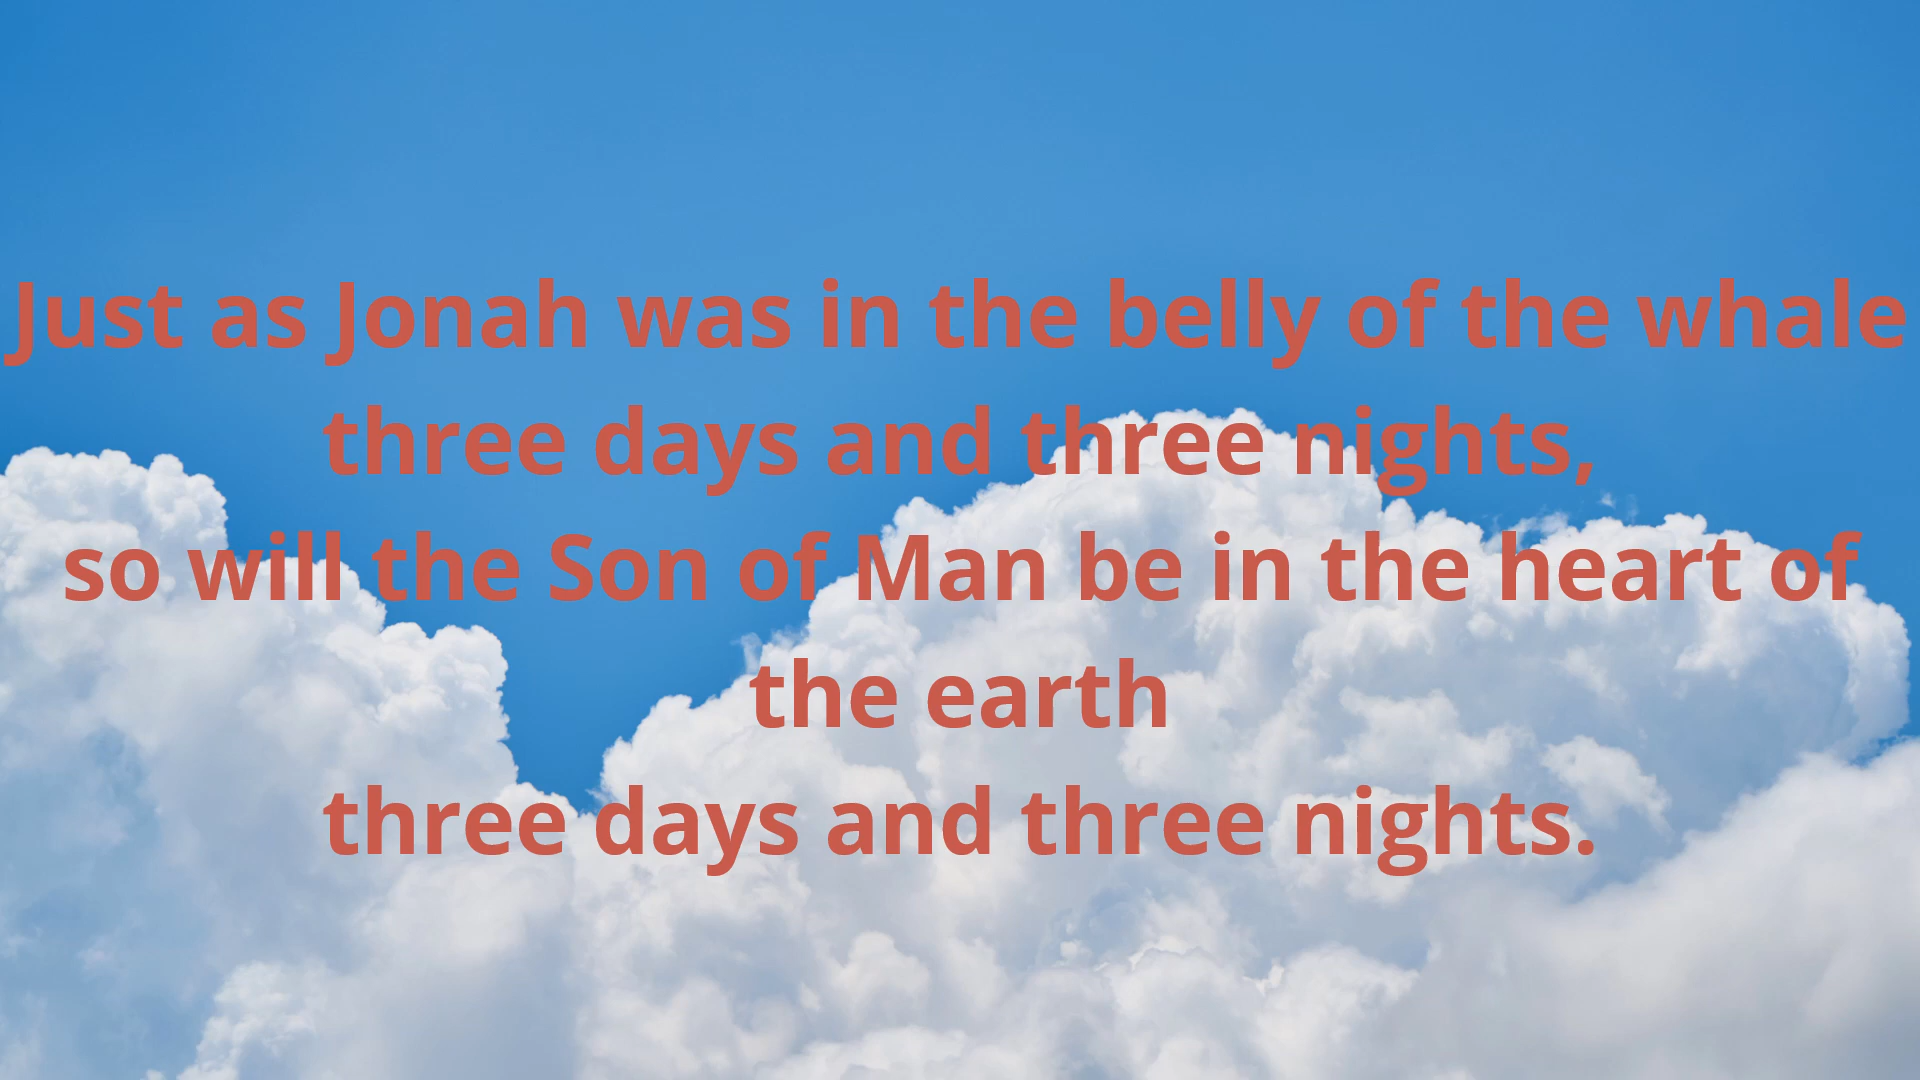 Just as Jonah was in the belly of the whale
three days and three nights,
so will the Son of Man be in the heart of
the earth
three days and three nights.